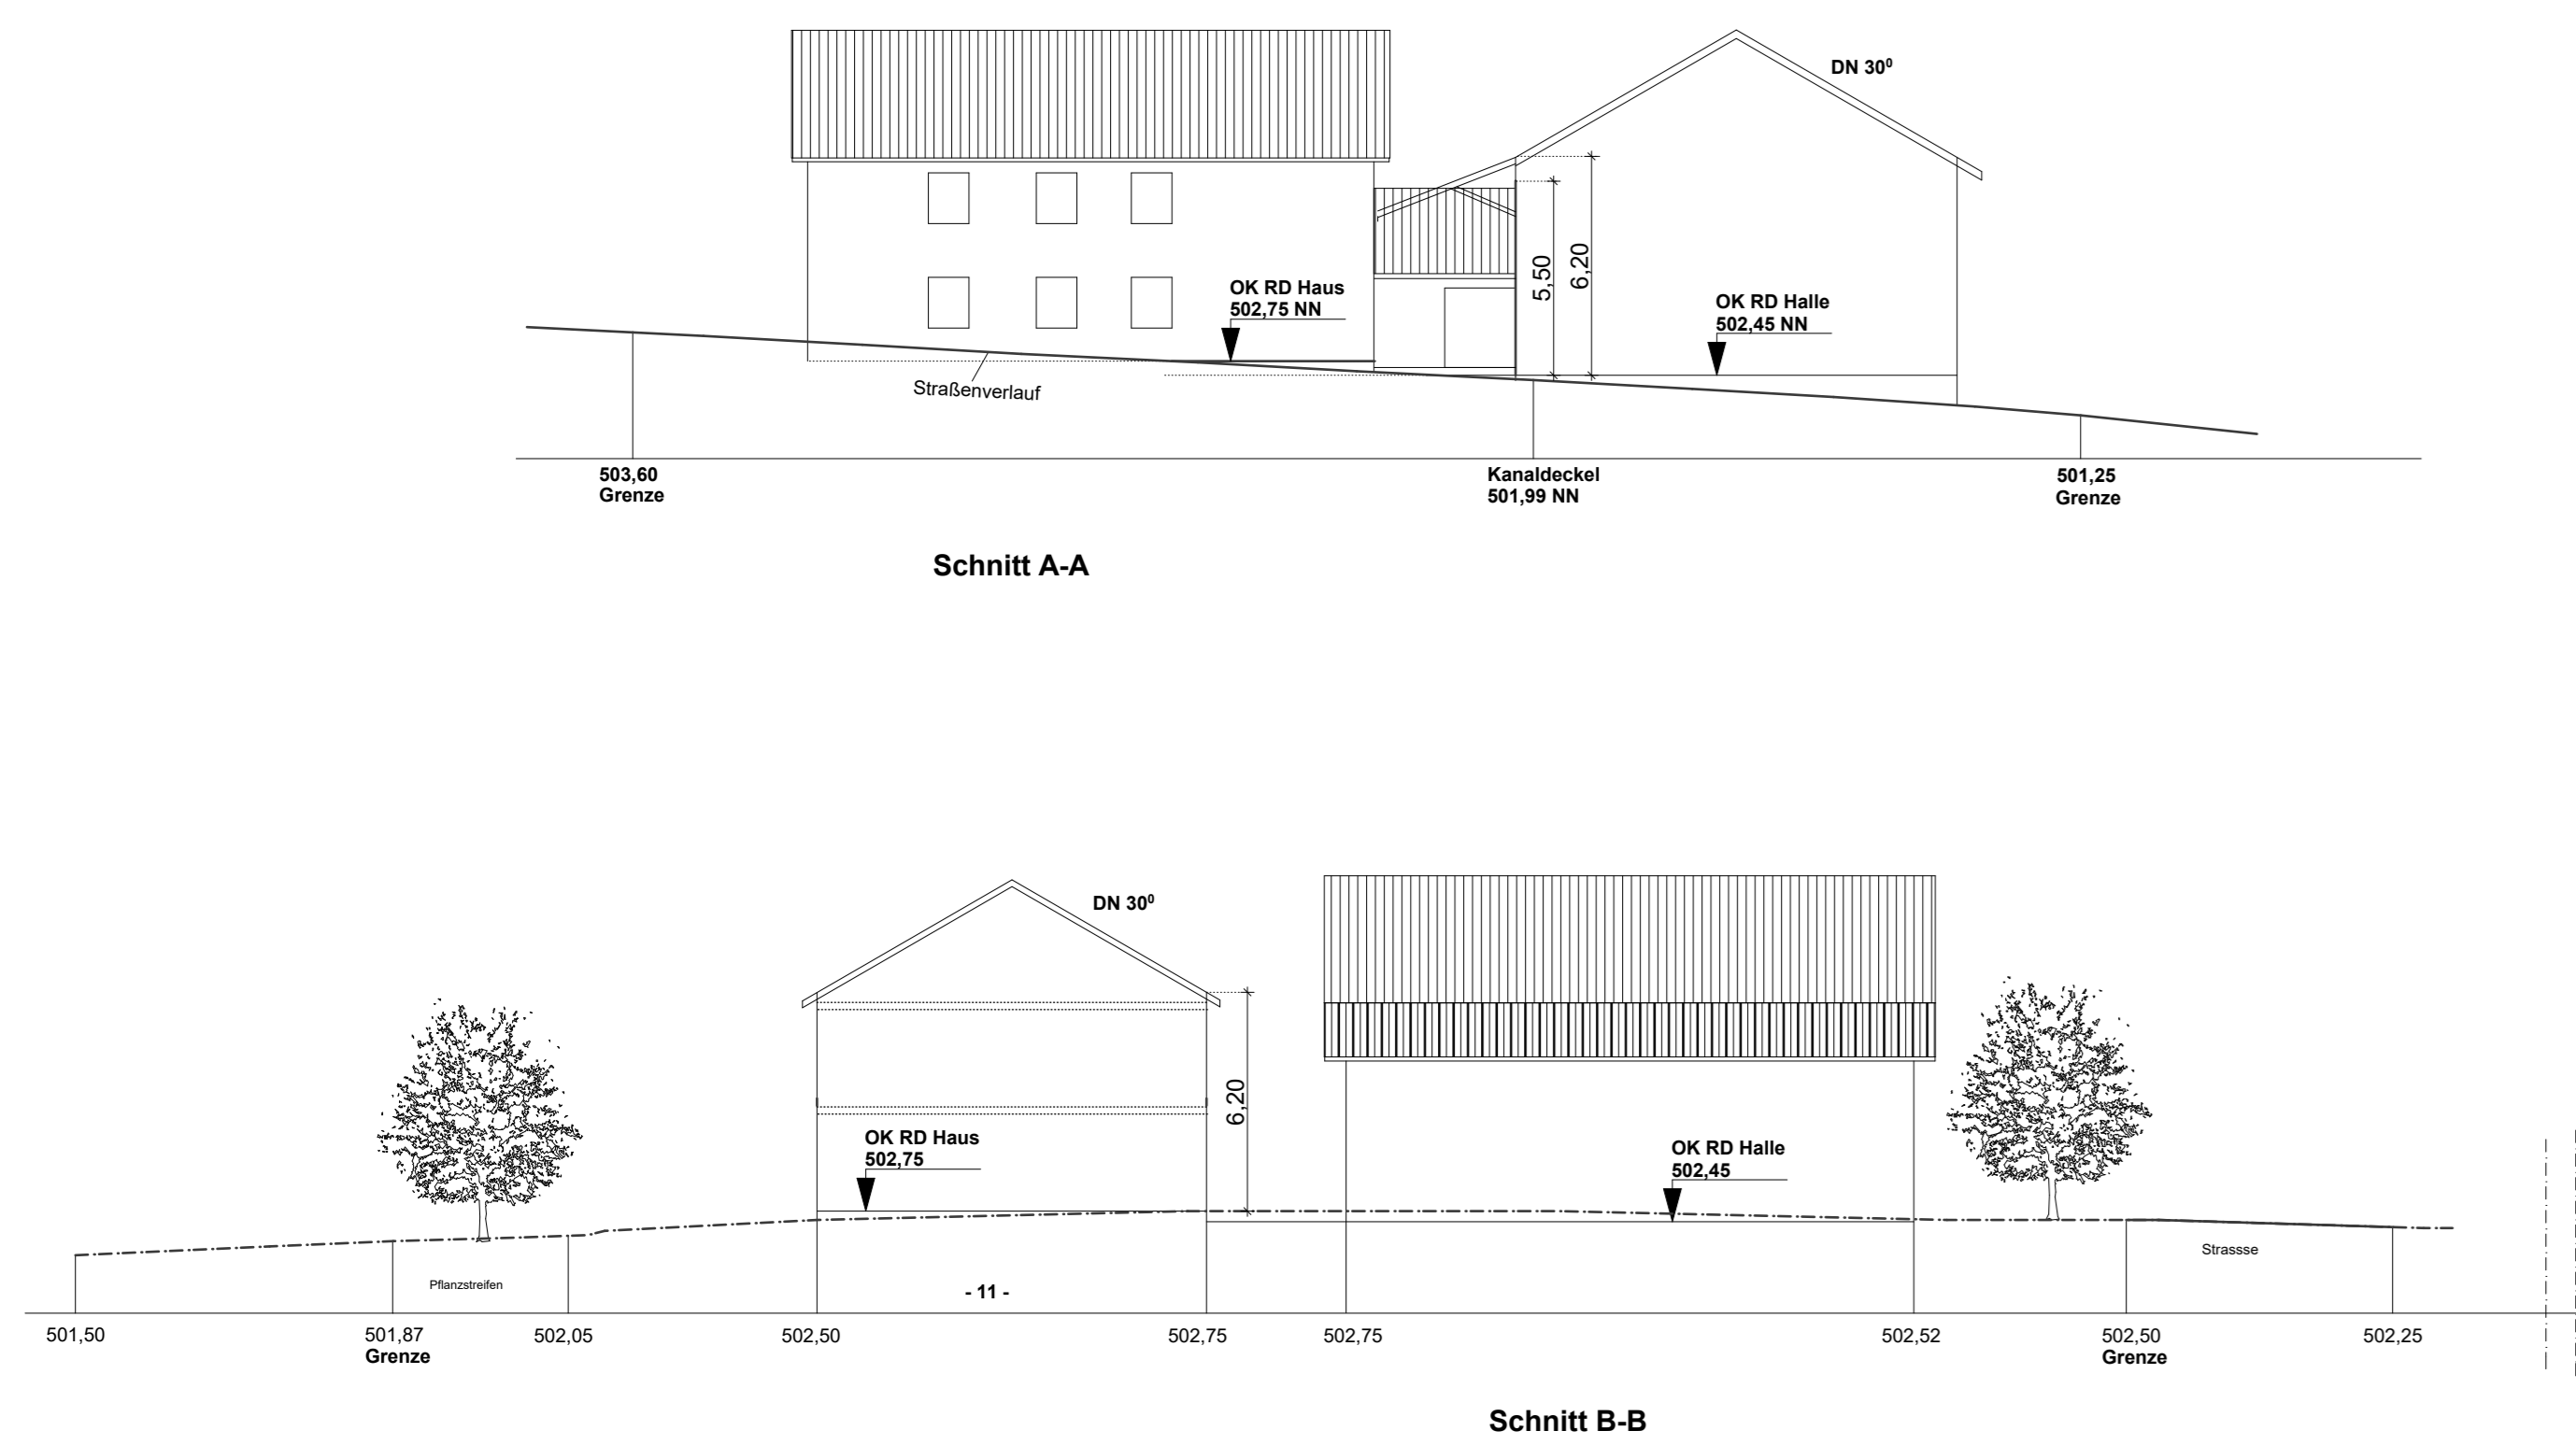 DN 30⁰
OK RD Haus
502,75 NN
5,50
6,20
OK RD Halle
502,45 NN
Straßenverlauf
503,60
Grenze
Kanaldeckel
501,99 NN
501,25
Grenze
Schnitt A-A
DN 30⁰
6,20
OK RD Haus
502,75
OK RD Halle
502,45
Strassse
Pflanzstreifen
- 11 -
501,50
501,87
Grenze
502,05
502,50
502,75
502,75
502,52
502,50
Grenze
502,25
Schnitt B-B